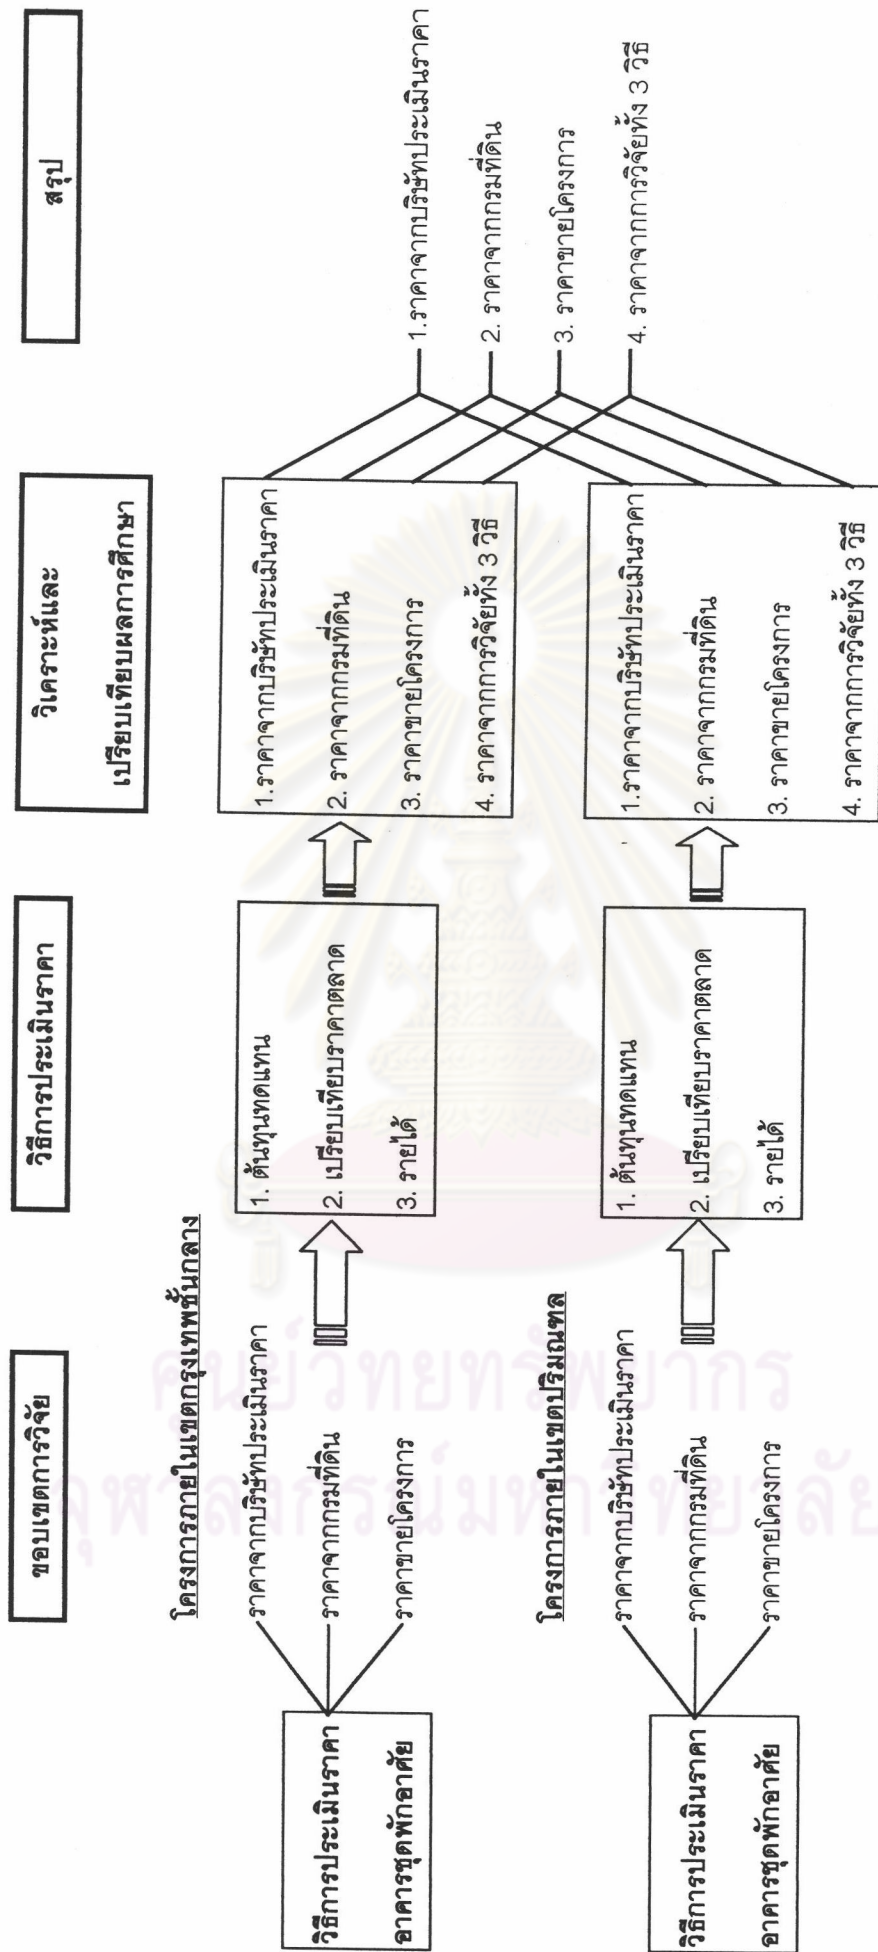 ขอบเขตการวิจัย
วิธีการประเมินราคา
วิเคราะห์และ
เปรียบเทียบผลการศึกษา
สรุป
โครงการภายในเขตกรุงเทพชั้นกลาง
วิธีการประเมินราคา
อาคารชุดพักอาศัย
ราคาจากบริษัทประเมินราคา
ราคาจากกรมที่ดิน
ราคาขายโครงการ
1. ต้นทุนทดแทน
2. เปรียบเทียบราคาตลาด
3. รายได้
1.ราคาจากบริษัทประเมินราคา
2. ราคาจากกรมที่ดิน
3. ราคาขายโครงการ
4. ราคาจากการวิจัยทั้ง 3 วิธี
1.ราคาจากบริษัทประเมินราคา
2. ราคาจากกรมที่ดิน
3. ราคาขายโครงการ
4. ราคาจากการวิจัยทั้ง 3 วิธี
โครงการภายในเขตปริมณฑล
วิธีการประเมินราคา
อาคารชุดพักอาศัย
ราคาจากบริษัทประเมินราคา
ราคาจากกรมที่ดิน
ราคาขายโครงการ
1. ต้นทุนทดแทน
2. เปรียบเทียบราคาตลาด
3. รายได้
1.ราคาจากบริษัทประเมินราคา
2. ราคาจากกรมที่ดิน
3. ราคาขายโครงการ
4. ราคาจากการวิจัยทั้ง 3 วิธี
ศูนย์วิทยทรัพยากร
จุฬาลงกรณ์มหาวิทยาลัย